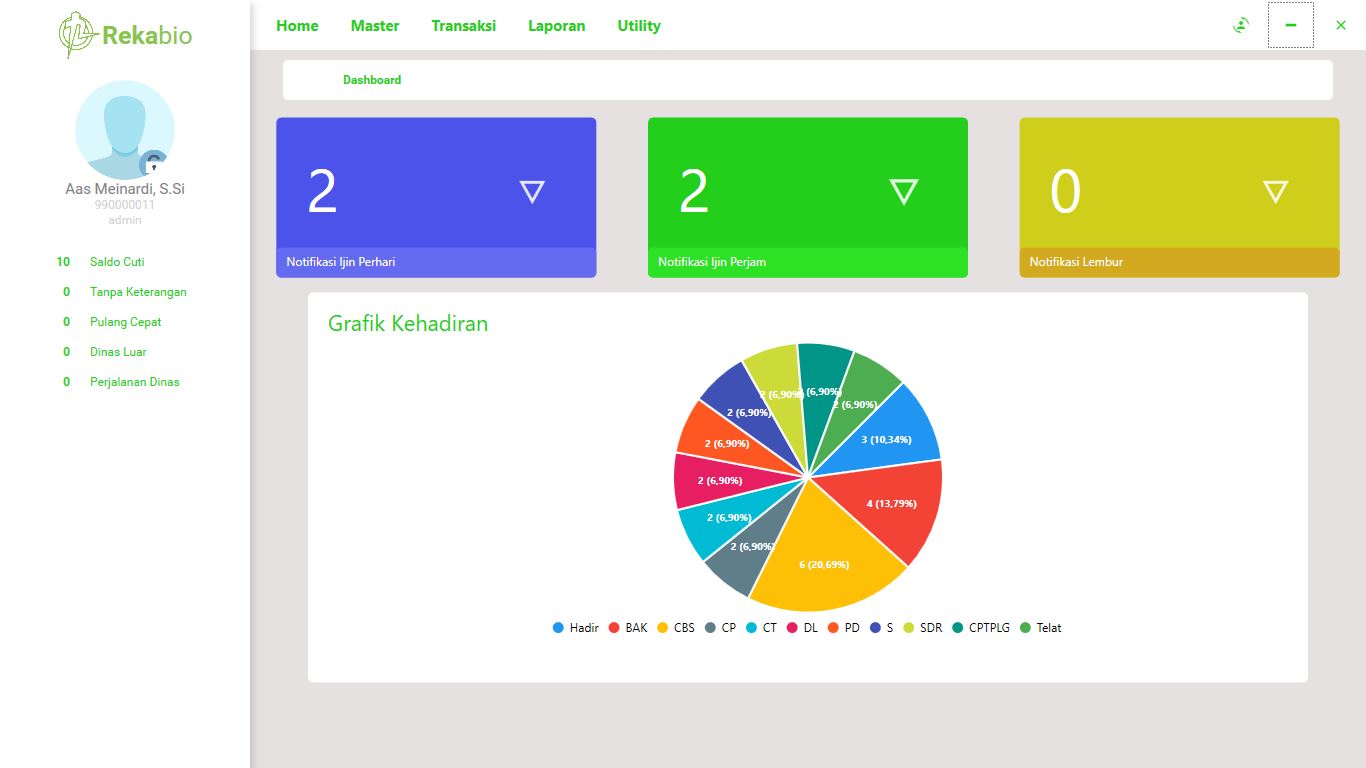 Rekabio
Home Master Transaksi Laporan Utility
Dashboard
Aas Meinardi, S.Si
990000011
admin
10 Saldo Cuti
0 Tanpa Keterangan
0 Pulang Cepat
0 Dinas Luar
0 Perjalanan Dinas
2
Notifikasi Ijin Perhari
2
Notifikasi Ijin Perjam
0
Notifikasi Lembur
Grafik Kehadiran
2 (6,90%)
(6,90%)
2 (6,90%)
2 (6,90%)
3 (10,34%)
2 (6,90%)
2 (6,90%)
4 (13,79%)
2 (6,90%)
2 (6,90%)
6 (20,69%)
Hadir BAK CBS CP CT DL PD S SDR CPTPLG Telat